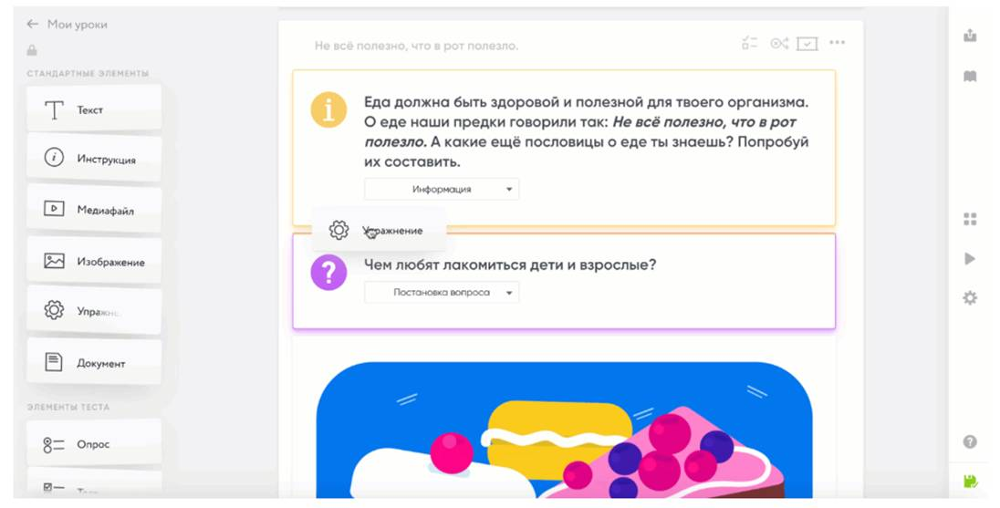 Мои уроки
СТАНДАРТНЫЕ ЭЛЕМЕНТЫ
Текст
Инструкция
Медиафайл
Изображение
Документ
ЭЛЕМЕНТЫ ТЕСТА
Опрос
Не всё полезно, что в рот полезло.
Еда должна быть здоровой и полезной для твоего организма.
О еде наши предки говорили так: Не всё полезно, что в рот
полезло. А какие ещё пословицы о еде ты знаешь? Попробуй
их составить.
Информация
Упражнение
Чем любят лакомиться дети и взрослые?
Постановка вопроса